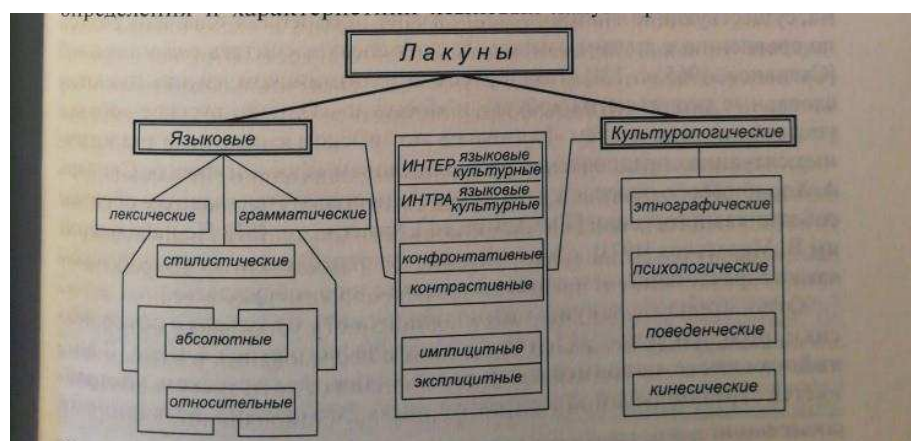 Лакуны
Языковые
Культурологические
ИНТЕР языковые
культурные
ИНТРА языковые
культурные
лексические
грамматические
стилистические
конфронтативные
контрастивные
абсолютные
относительные
имплицитные
эксплицитные
этнографические
психологические
поведенческие
кинесические